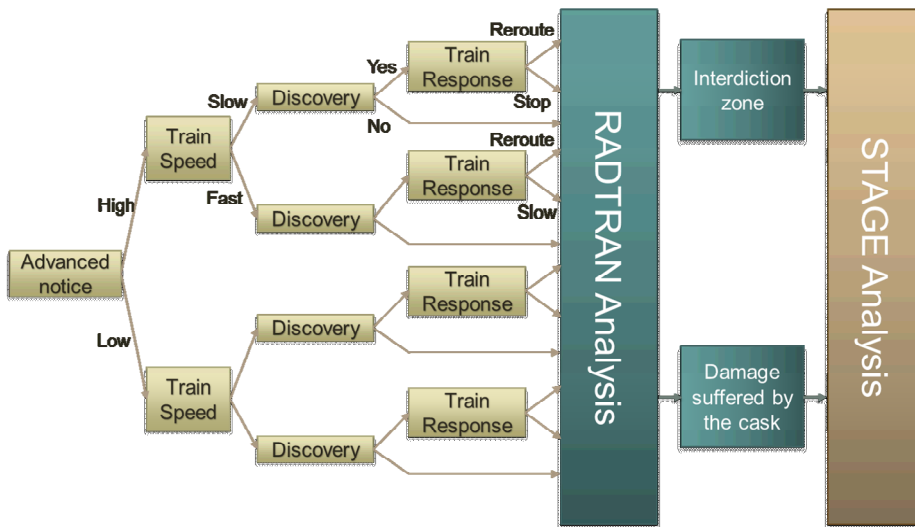 Advanced
notice
High
Low
Train
Speed
Slow
Fast
Discovery
Yes
No
Train
Response
Reroute
Stop
Discovery
Train
Response
Reroute
Slow
Train
Speed
Discovery
Train
Response
Discovery
Train
Response
RADTRAN Analysis
Interdiction
zone
Damage
suffered by
the cask
STAGE Analysis